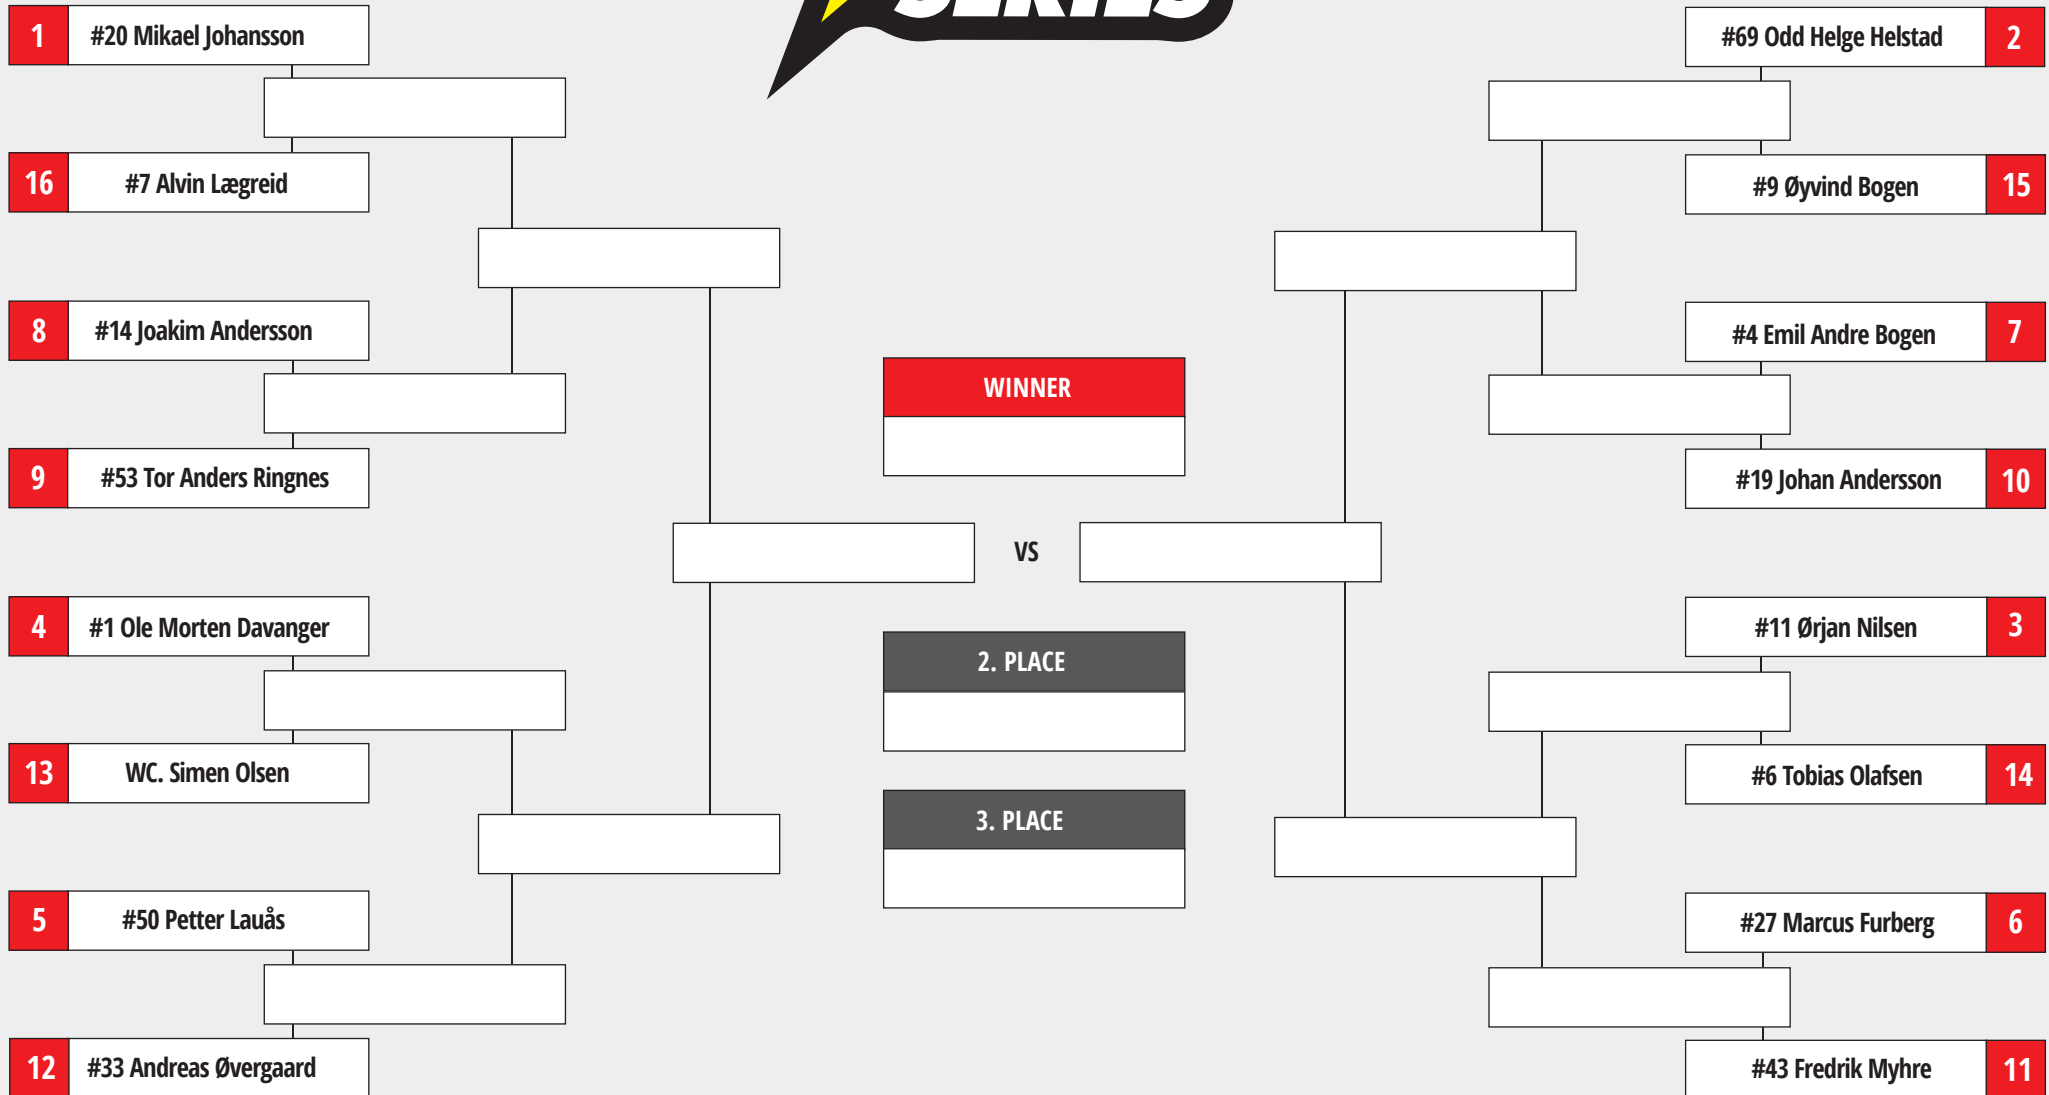 SERIES
1 #20 Mikael Johansson
16 #7 Alvin Lægreid
8 #14 Joakim Andersson
9 #53 Tor Anders Ringnes
4 #1 Ole Morten Davanger
13 WC. Simen Olsen
5 #50 Petter Lauås
12 #33 Andreas Øvergaard
WINNER
VS
2. PLACE
3. PLACE
#69 Odd Helge Helstad 2
#9 Øyvind Bogen 15
#4 Emil Andre Bogen 7
#19 Johan Andersson 10
#11 Ørjan Nilsen 3
#6 Tobias Olafsen 14
#27 Marcus Furberg 6
#43 Fredrik Myhre 11